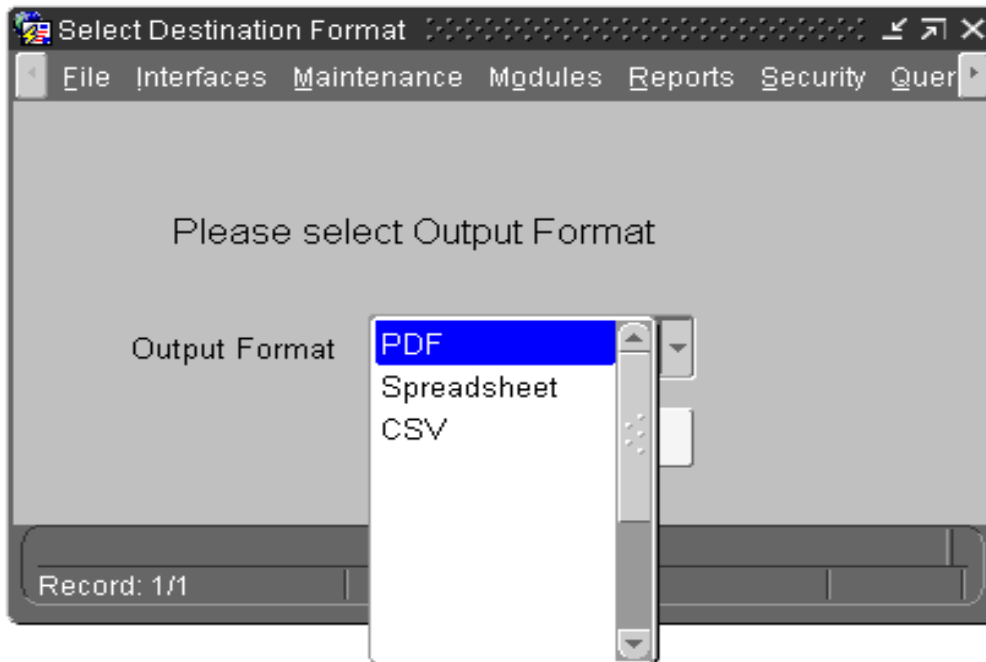 Select Destination Format
File Interfaces Maintenance Modules Reports Security Quer
Please select Output Format
Output Format
PDF
Spreadsheet
CSV
Record: 1/1